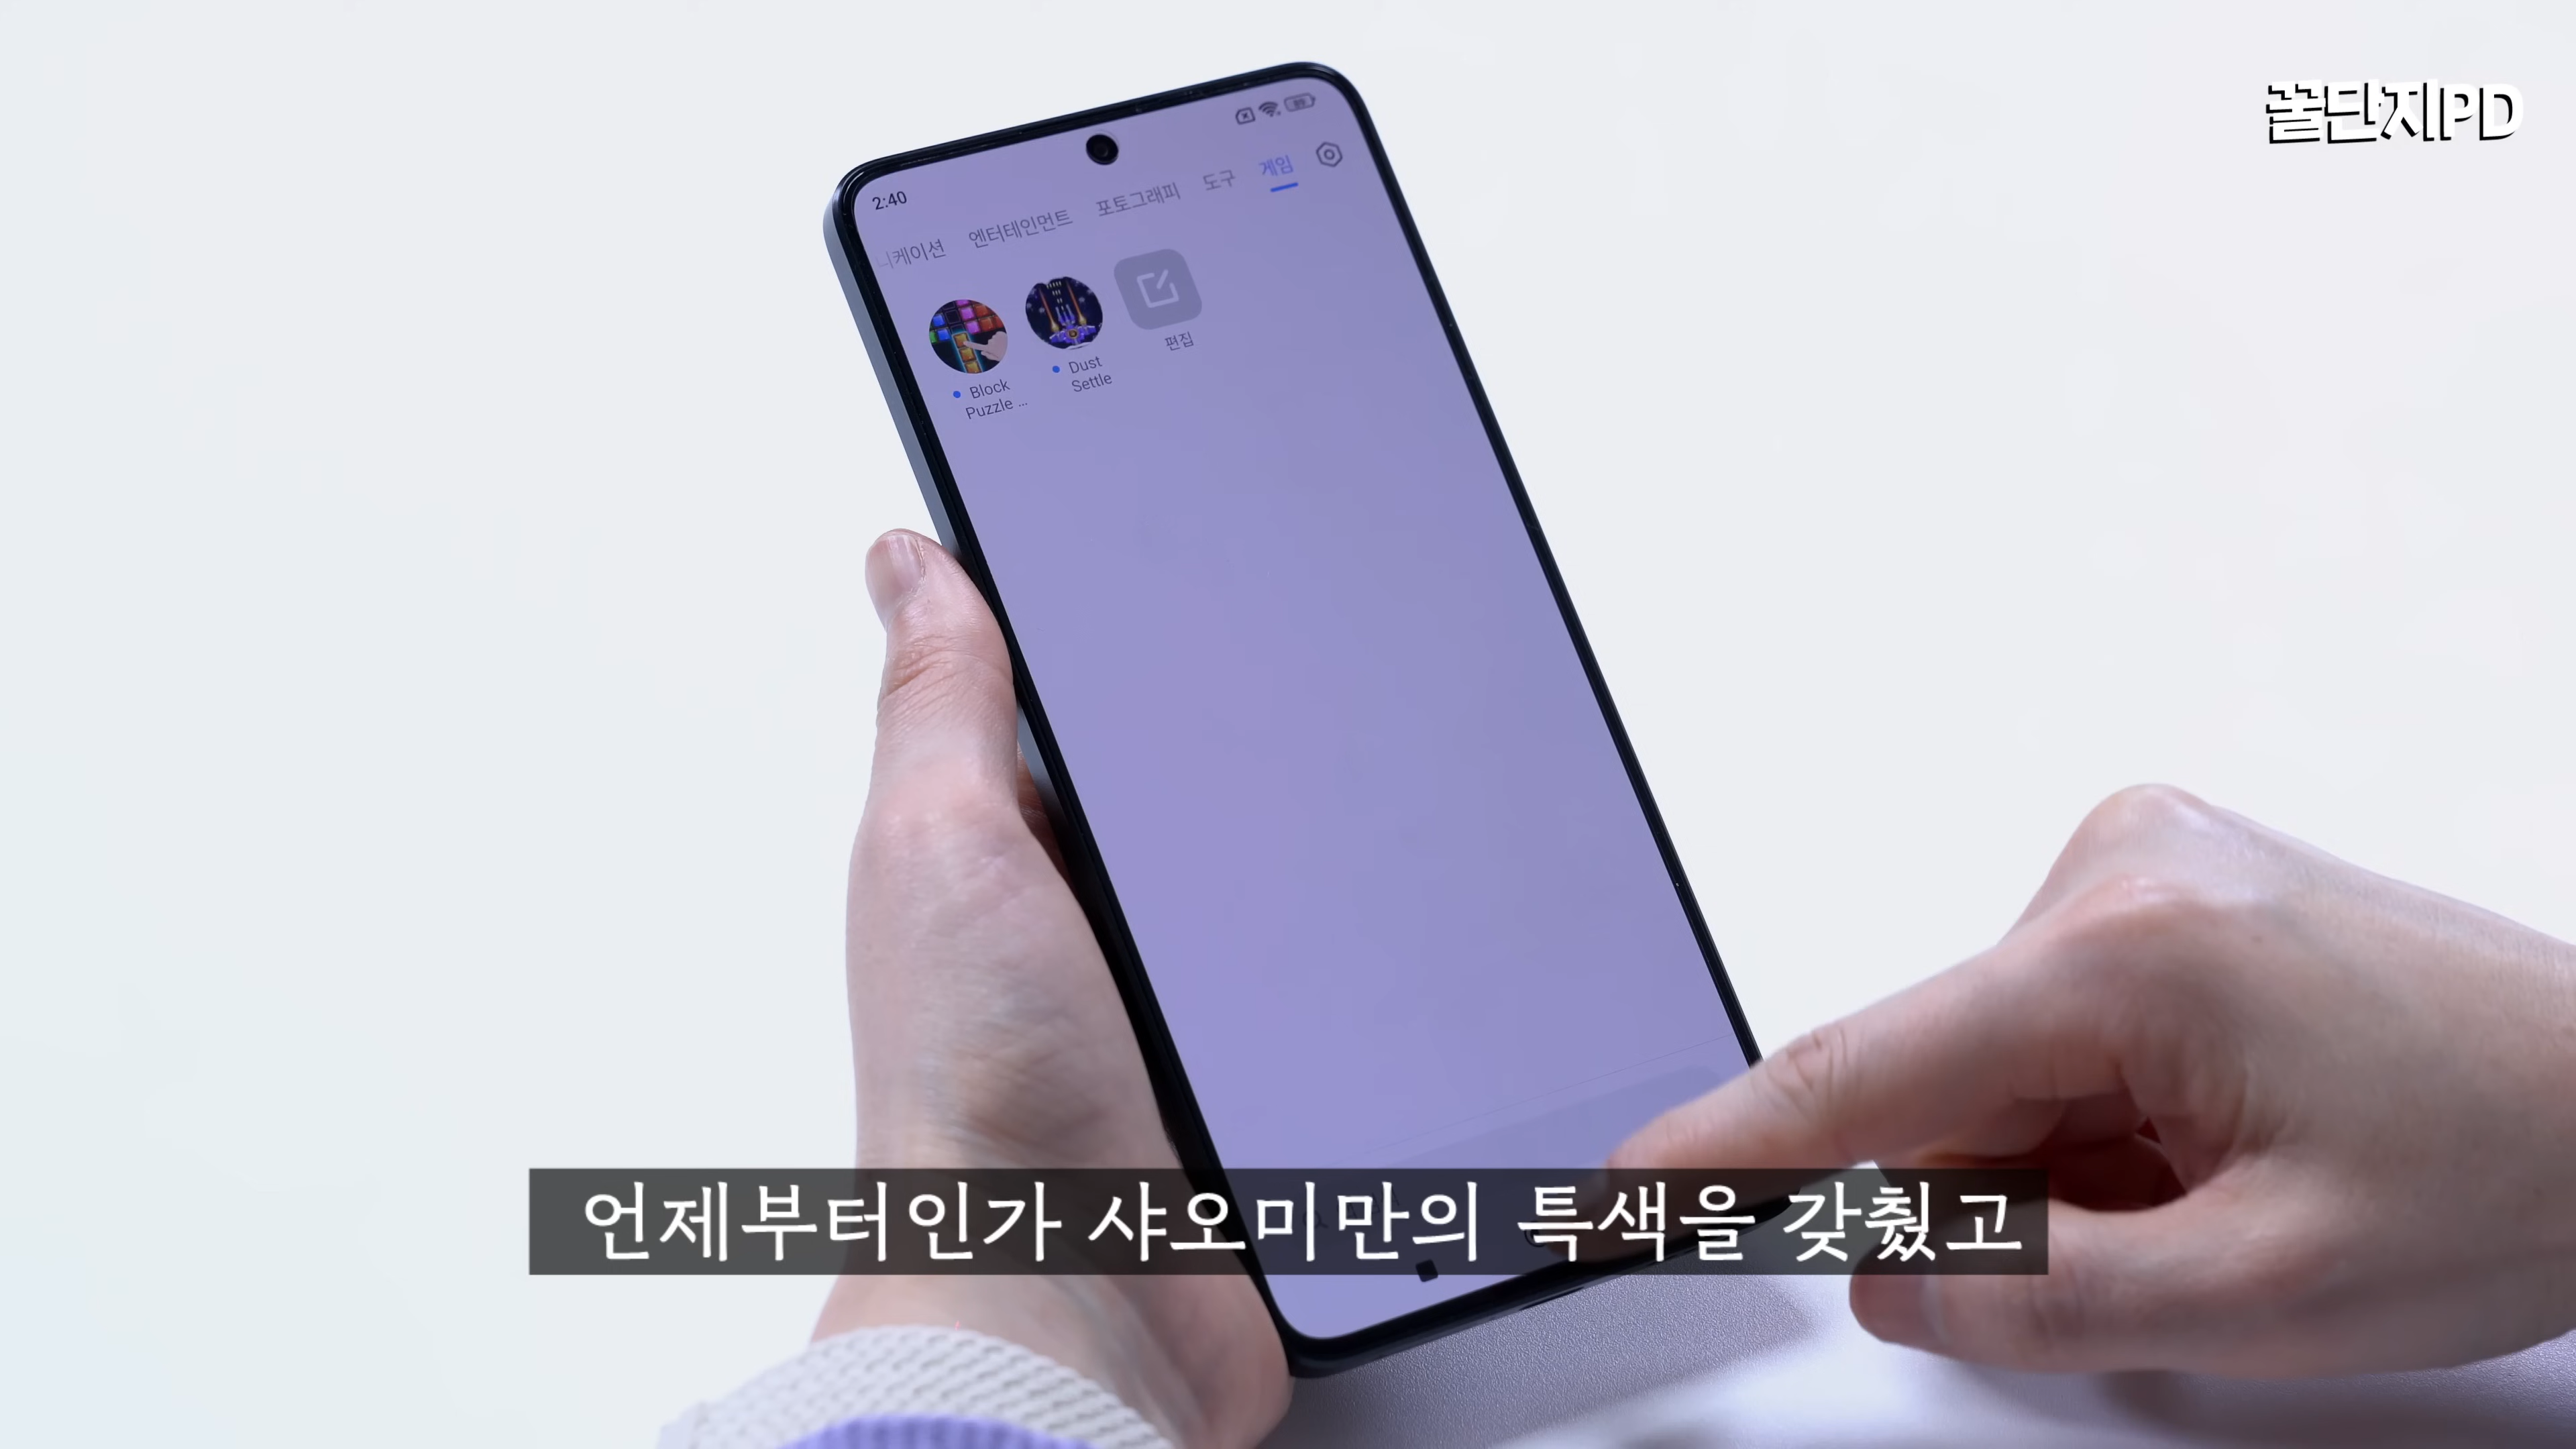 꿀단지PD
2:40
89
니케이션 엔터테인먼트 포토그래피 도구 게임
Block
Puzzle ...
Dust
Settle
편집
언제부터인가 샤오미만의 특색을 갖췄고